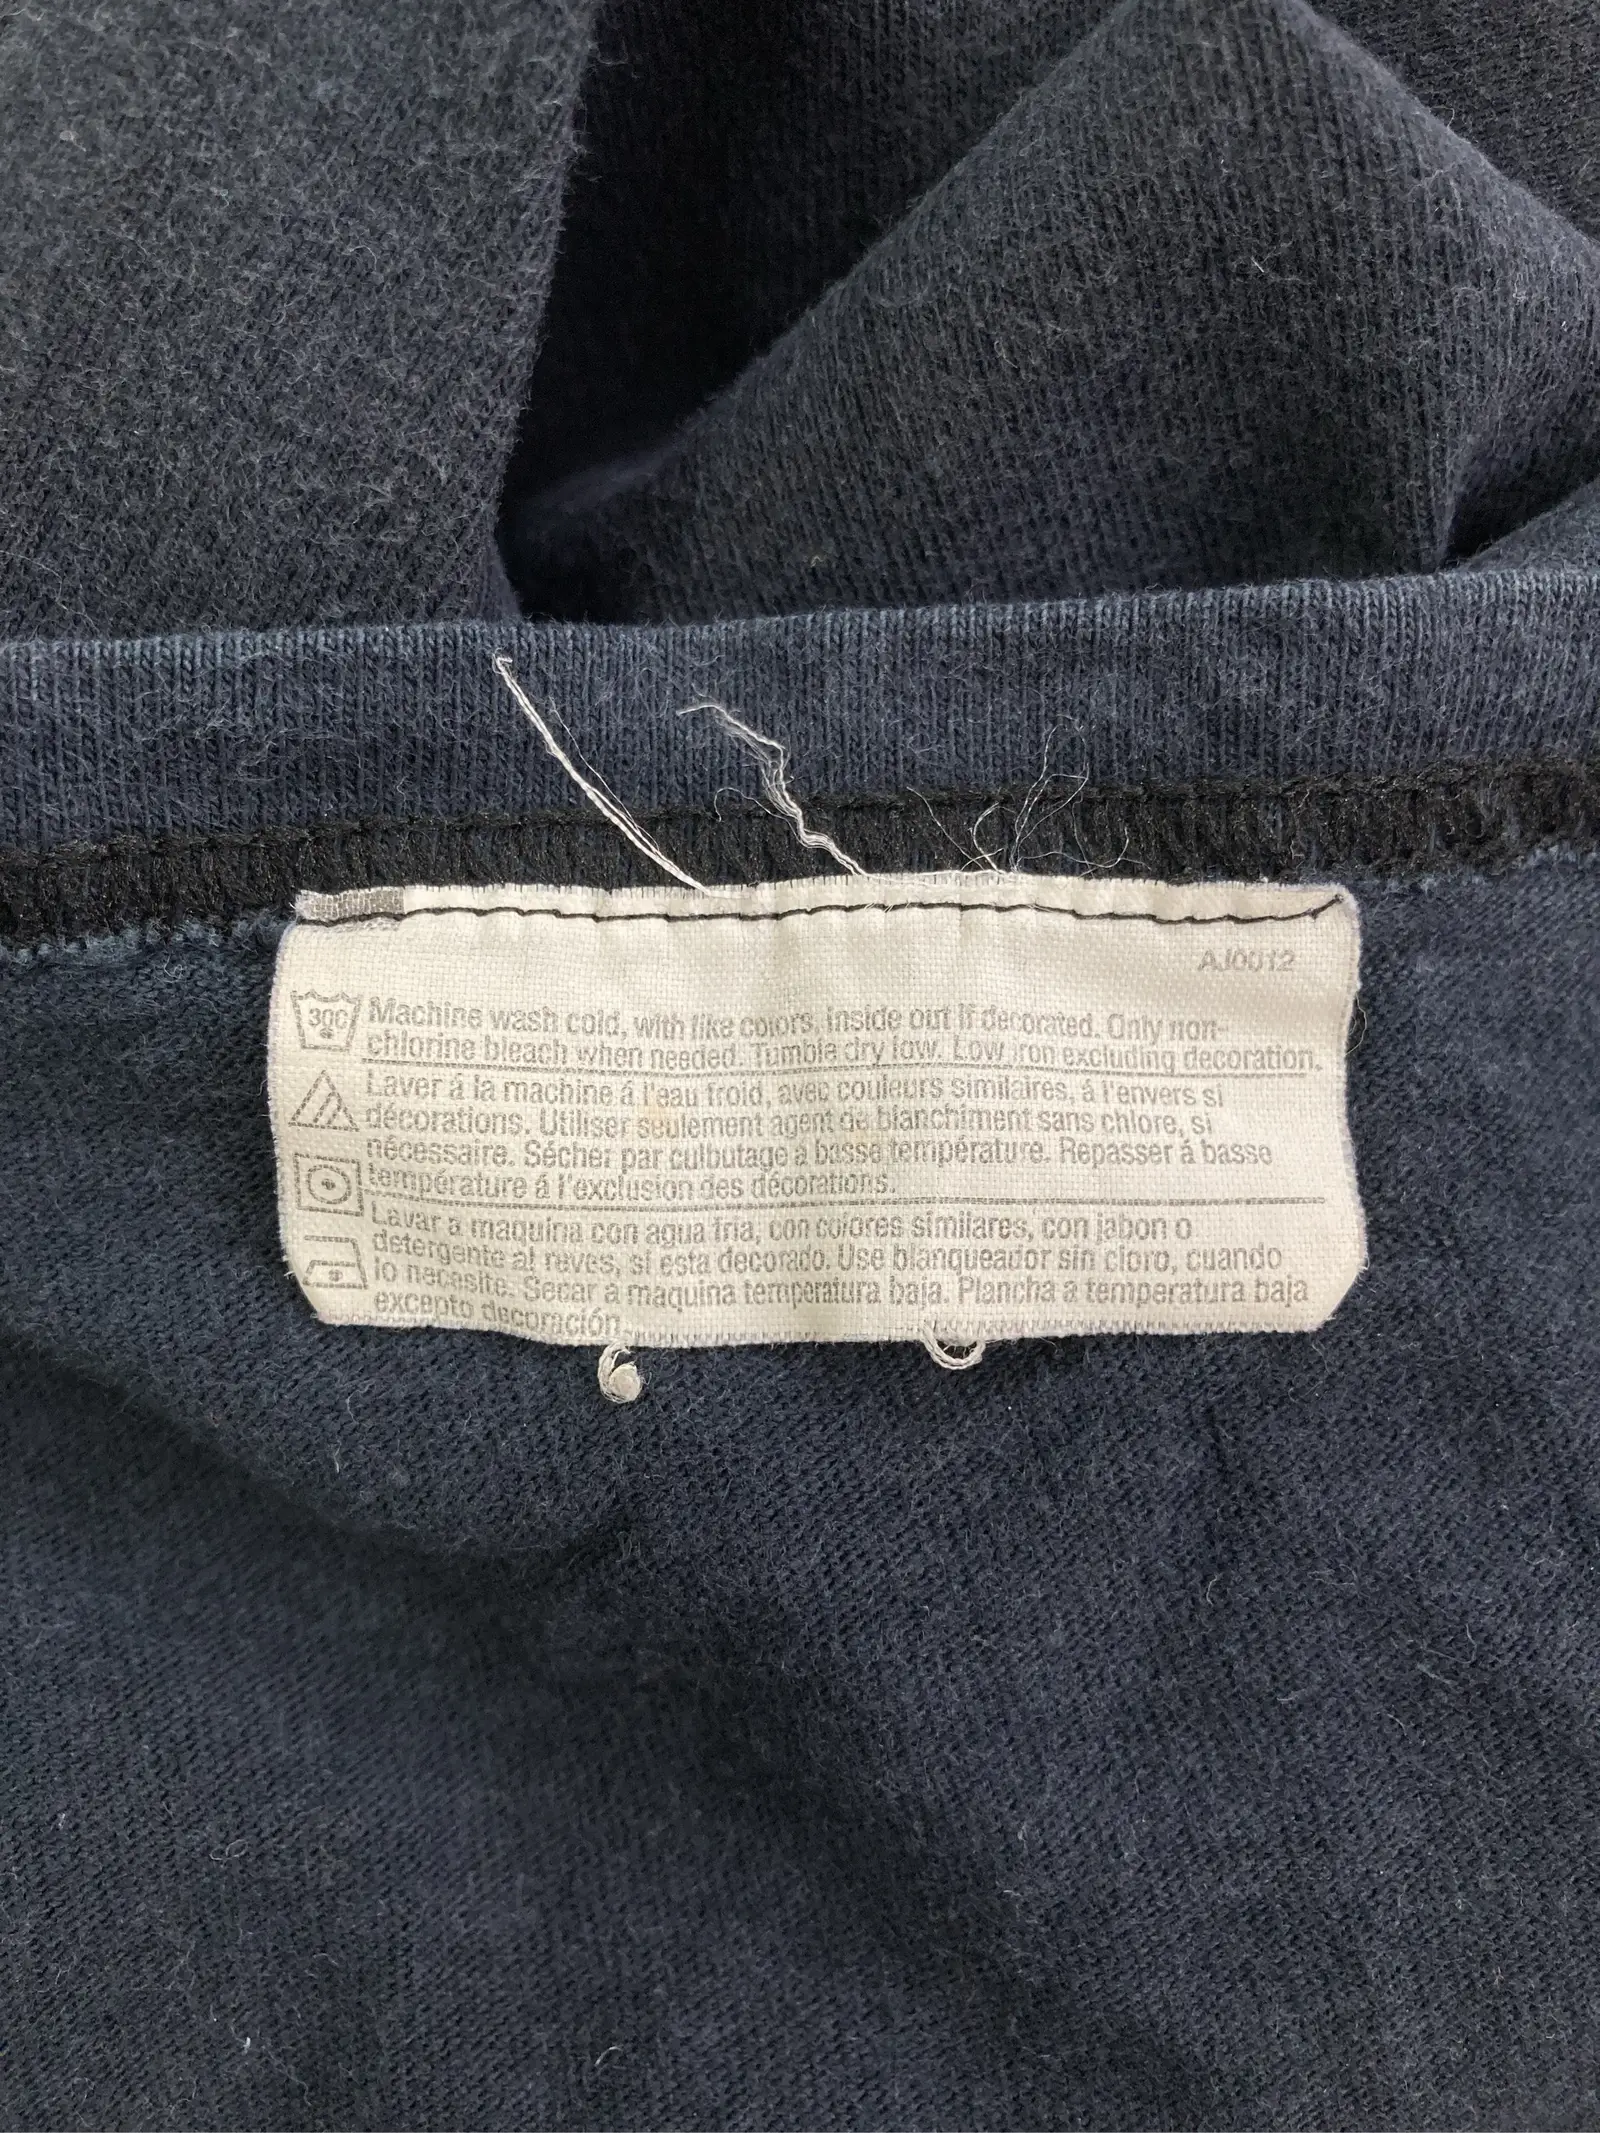 AJ0012
30C
Machine wash cold, with like colors, inside out if decorated. Only non-
chlorine bleach when needed. Tumble dry low. Low iron excluding decoration.
Laver á la machine á l'eau froid, avec couleurs similaires, á l'envers si
décorations. Utiliser seulement agent de blanchiment sans chlore, si
nécessaire. Sécher par culbutage a basse température. Repasser á basse
température á l'exclusion des décorations.
Lavar a maquina con agua fria, con colores similares, con jabon o
detergente al reves, si esta decorado. Use blanqueador sin cloro, cuando
lo necesite. Secar a maquina temperatura baja. Plancha a temperatura baja
excepto decoración